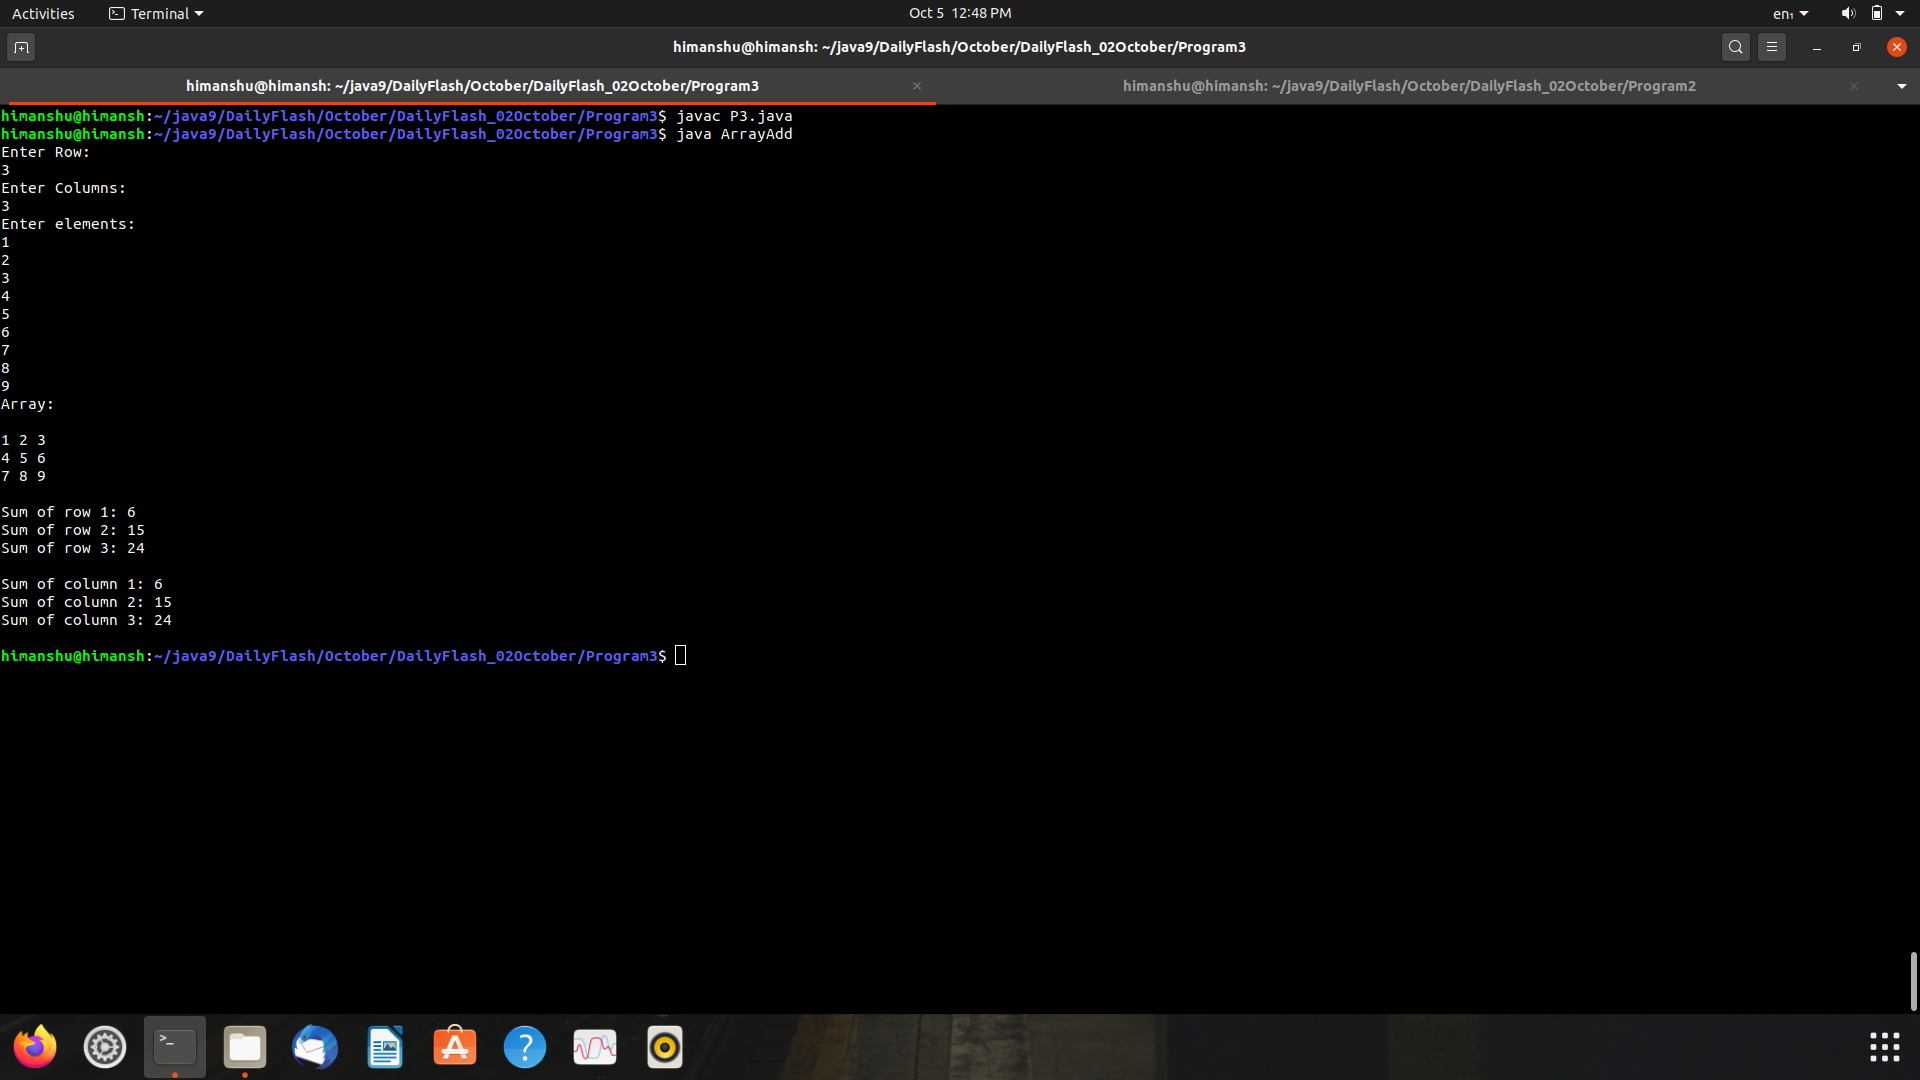 Activities
Terminal
Oct 5 12:48 PM
en₁
himanshu@himansh: ~/java9/DailyFlash/October/DailyFlash_02October/Program3
himanshu@himansh: ~/java9/DailyFlash/October/DailyFlash_02October/Program3
himanshu@himansh: ~/java9/DailyFlash/October/DailyFlash_02October/Program2
himanshu@himansh:~/java9/DailyFlash/October/DailyFlash_02October/Program3$ javac P3.java
himanshu@himansh:~/java9/DailyFlash/October/DailyFlash_02October/Program3$ java ArrayAdd
Enter Row:
3
Enter Columns:
3
Enter elements:
1
2
3
4
5
6
7
8
9
Array:
1 2 3
4 5 6
7 8 9
Sum of row 1: 6
Sum of row 2: 15
Sum of row 3: 24
Sum of column 1: 6
Sum of column 2: 15
Sum of column 3: 24
himanshu@himansh:~/java9/DailyFlash/October/DailyFlash_02October/Program3$